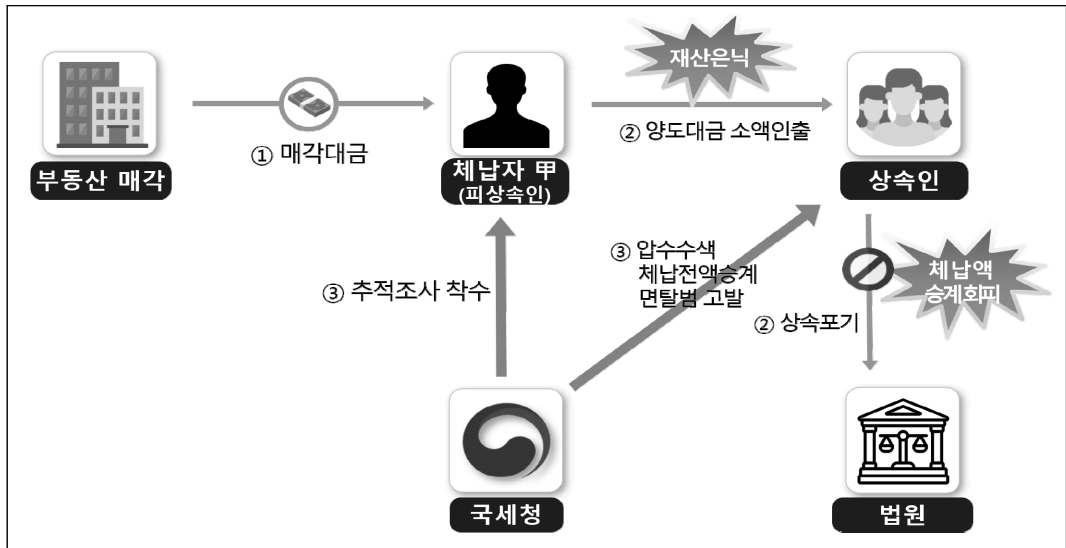 재산은닉
① 매각대금
② 양도대금 소액인출
부동산 매각
체납자 甲
(피상속인)
상속인
③ 추적조사 착수
③ 압수수색
체납전액승계
면탈범 고발
체납액
승계회피
② 상속포기
국세청
법원